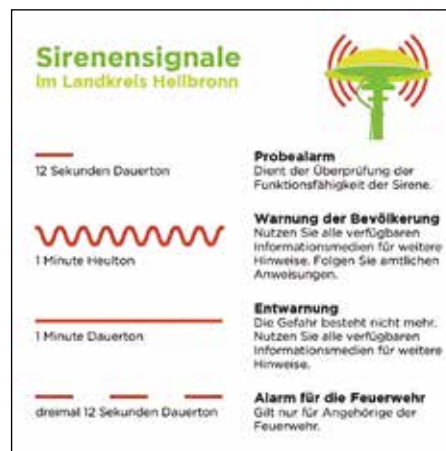 Sirenensignale
im Landkreis Heilbronn
12 Sekunden Dauerton
Probealarm
Dient der Überprüfung der
Funktionsfähigkeit der Sirene.
1 Minute Heulton
Warnung der Bevölkerung
Nutzen Sie alle verfügbaren
Informationsmedien für weitere
Hinweise. Folgen Sie amtlichen
Anweisungen.
1 Minute Dauerton
Entwarnung
Die Gefahr besteht nicht mehr.
Nutzen Sie alle verfügbaren
Informationsmedien für weitere
Hinweise.
dreimal 12 Sekunden Dauerton
Alarm für die Feuerwehr
Gilt nur für Angehörige der
Feuerwehr.